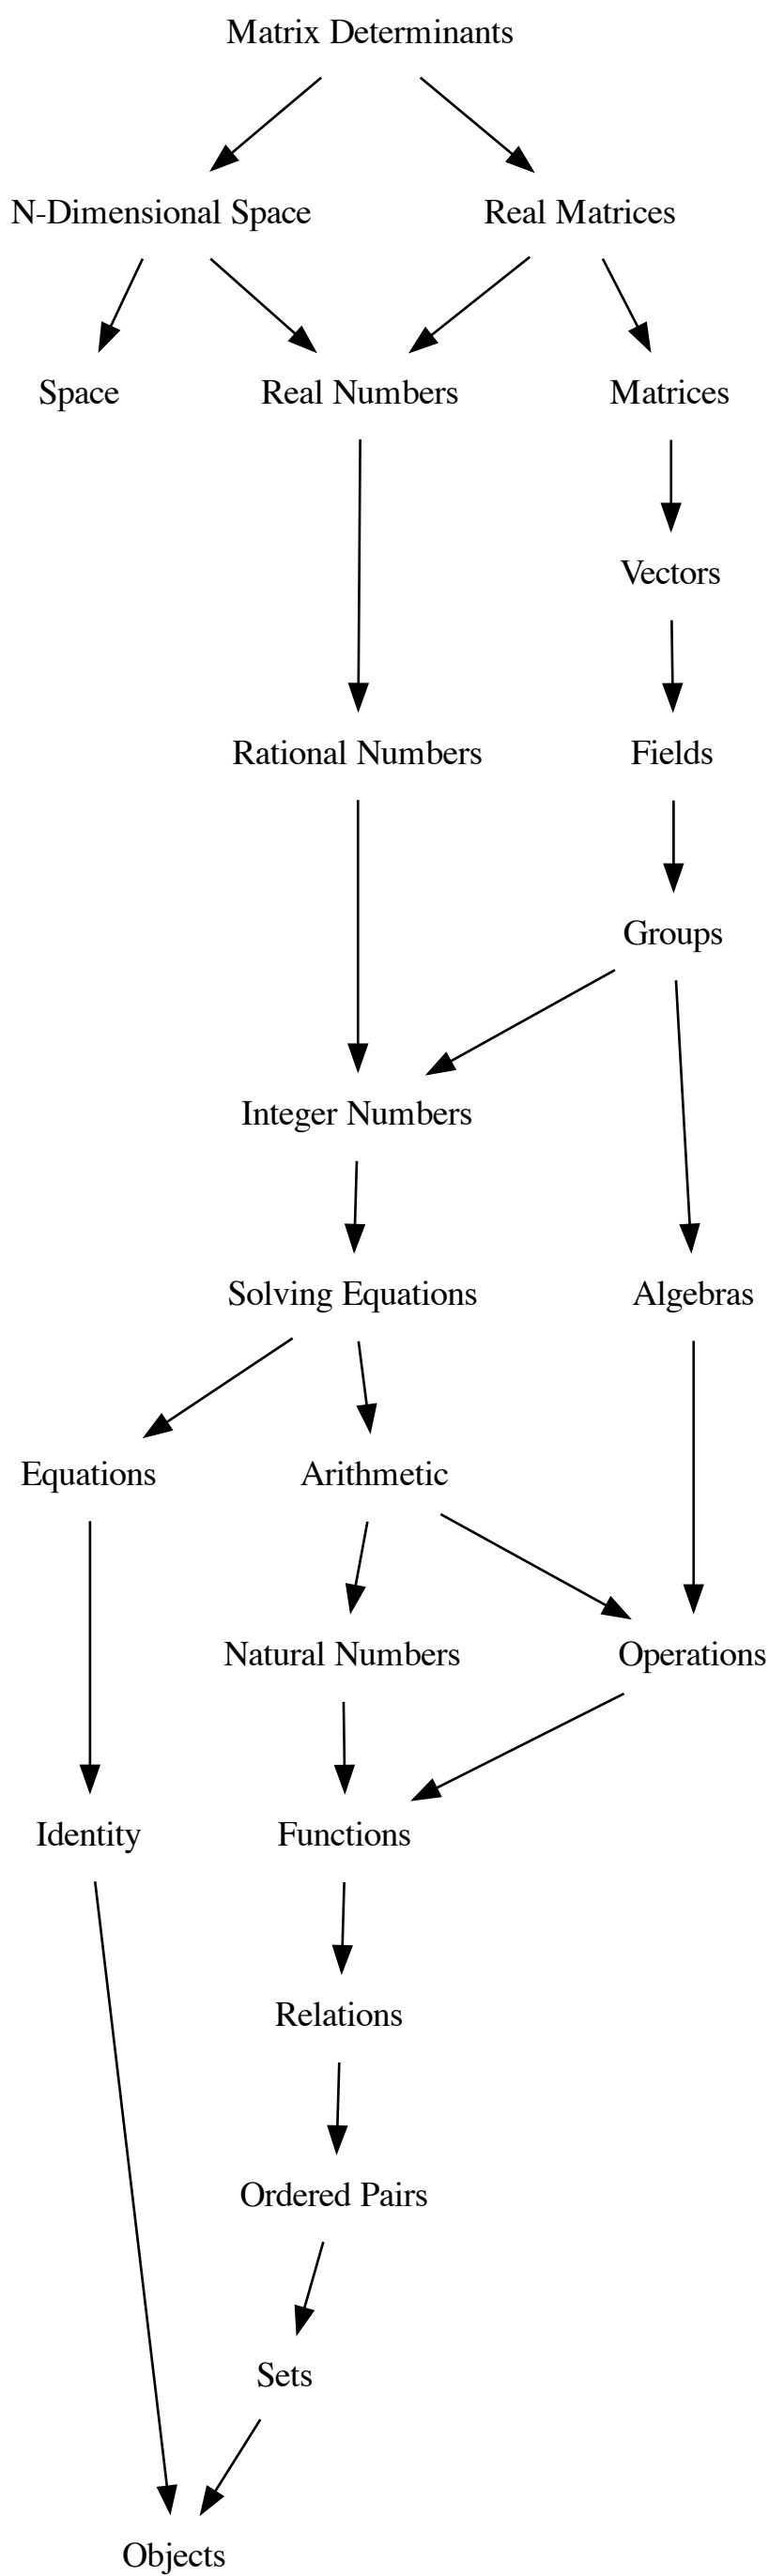 Matrix Determinants
N-Dimensional Space
Real Matrices
Space
Real Numbers
Matrices
Vectors
Rational Numbers
Fields
Groups
Integer Numbers
Solving Equations
Algebras
Equations
Arithmetic
Natural Numbers
Operations
Identity
Functions
Relations
Ordered Pairs
Sets
Objects